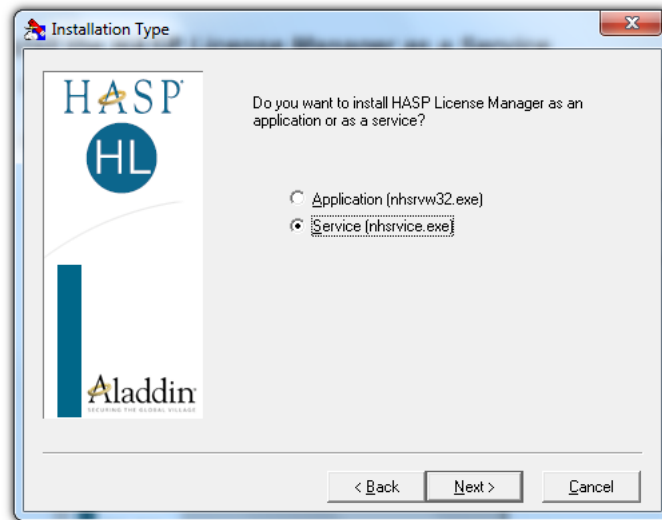 Installation Type
HASP
HL
Aladdin
SECURING THE GLOBAL VILLAGE
Do you want to install HASP License Manager as an
application or as a service?
Application (nhsrvw32.exe)
Service (nhsrvice.exe)
< Back
Next >
Cancel